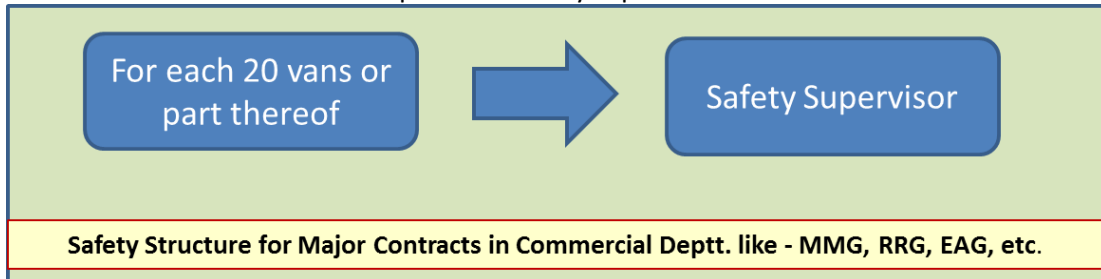 For each 20 vans or
part thereof
Safety Supervisor
Safety Structure for Major Contracts in Commercial Deptt. like - MMG, RRG, EAG, etc.